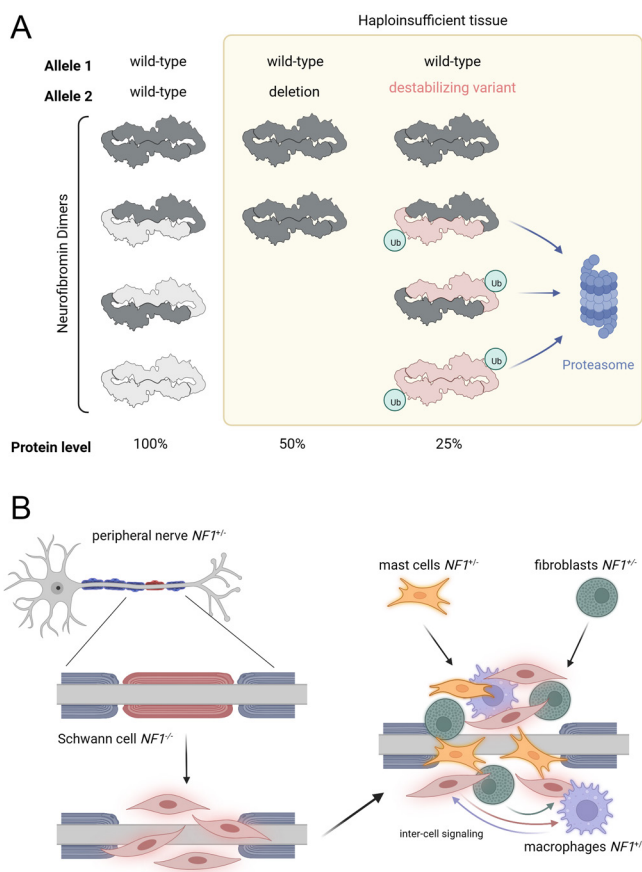 A
Haploinsufficient tissue
Allele 1 wild-type wild-type wild-type
Allele 2 wild-type deletion destabilizing variant
Neurofibromin Dimers
Ub
Ub
Ub
Ub
Proteasome
Protein level 100% 50% 25%
B
peripheral nerve NF1+/-
mast cells NF1+/-
fibroblasts NF1+/-
Schwann cell NF1-/-
inter-cell signaling
macrophages NF1+/